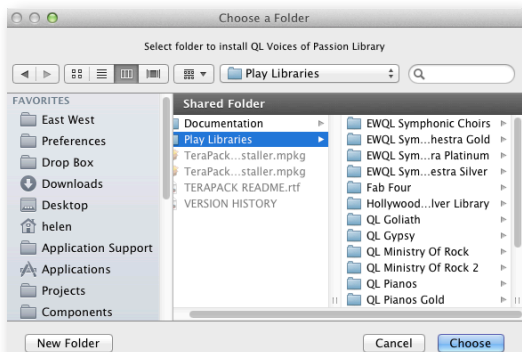 Choose a Folder
Select folder to install QL Voices of Passion Library
Play Libraries
FAVORITES
East West
Preferences
Drop Box
Downloads
Desktop
helen
Application Support
Applications
Projects
Components
Shared Folder
Documentation
Play Libraries
TeraPack...staller.mpkg
TeraPack...staller.mpkg
TERAPACK README.rtf
VERSION HISTORY
EWQL Symphonic Choirs
EWQL Sym...hestra Gold
EWQL Sym...ra Platinum
EWQL Sym...estra Silver
Fab Four
Hollywood...lver Library
QL Goliath
QL Gypsy
QL Ministry Of Rock
QL Ministry Of Rock 2
QL Pianos
QL Pianos Gold
New Folder
Cancel
Choose